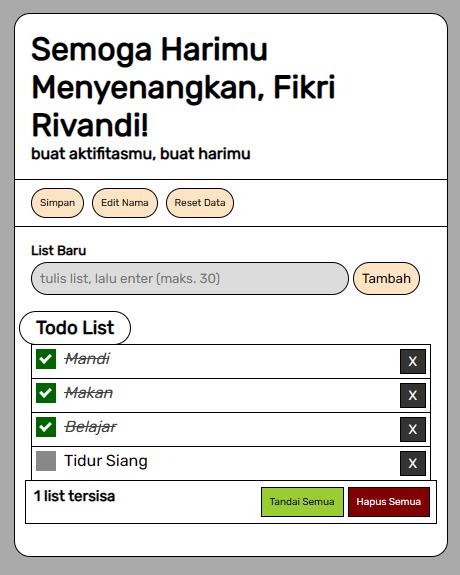 Semoga Harimu
Menyenangkan, Fikri
Rivandi!
buat aktifitasmu, buat harimu
Simpan Edit Nama Reset Data
List Baru
tulis list, lalu enter (maks. 30) Tambah
Todo List
Mandi X
Makan X
Belajar X
Tidur Siang X
1 list tersisa Tandai Semua Hapus Semua